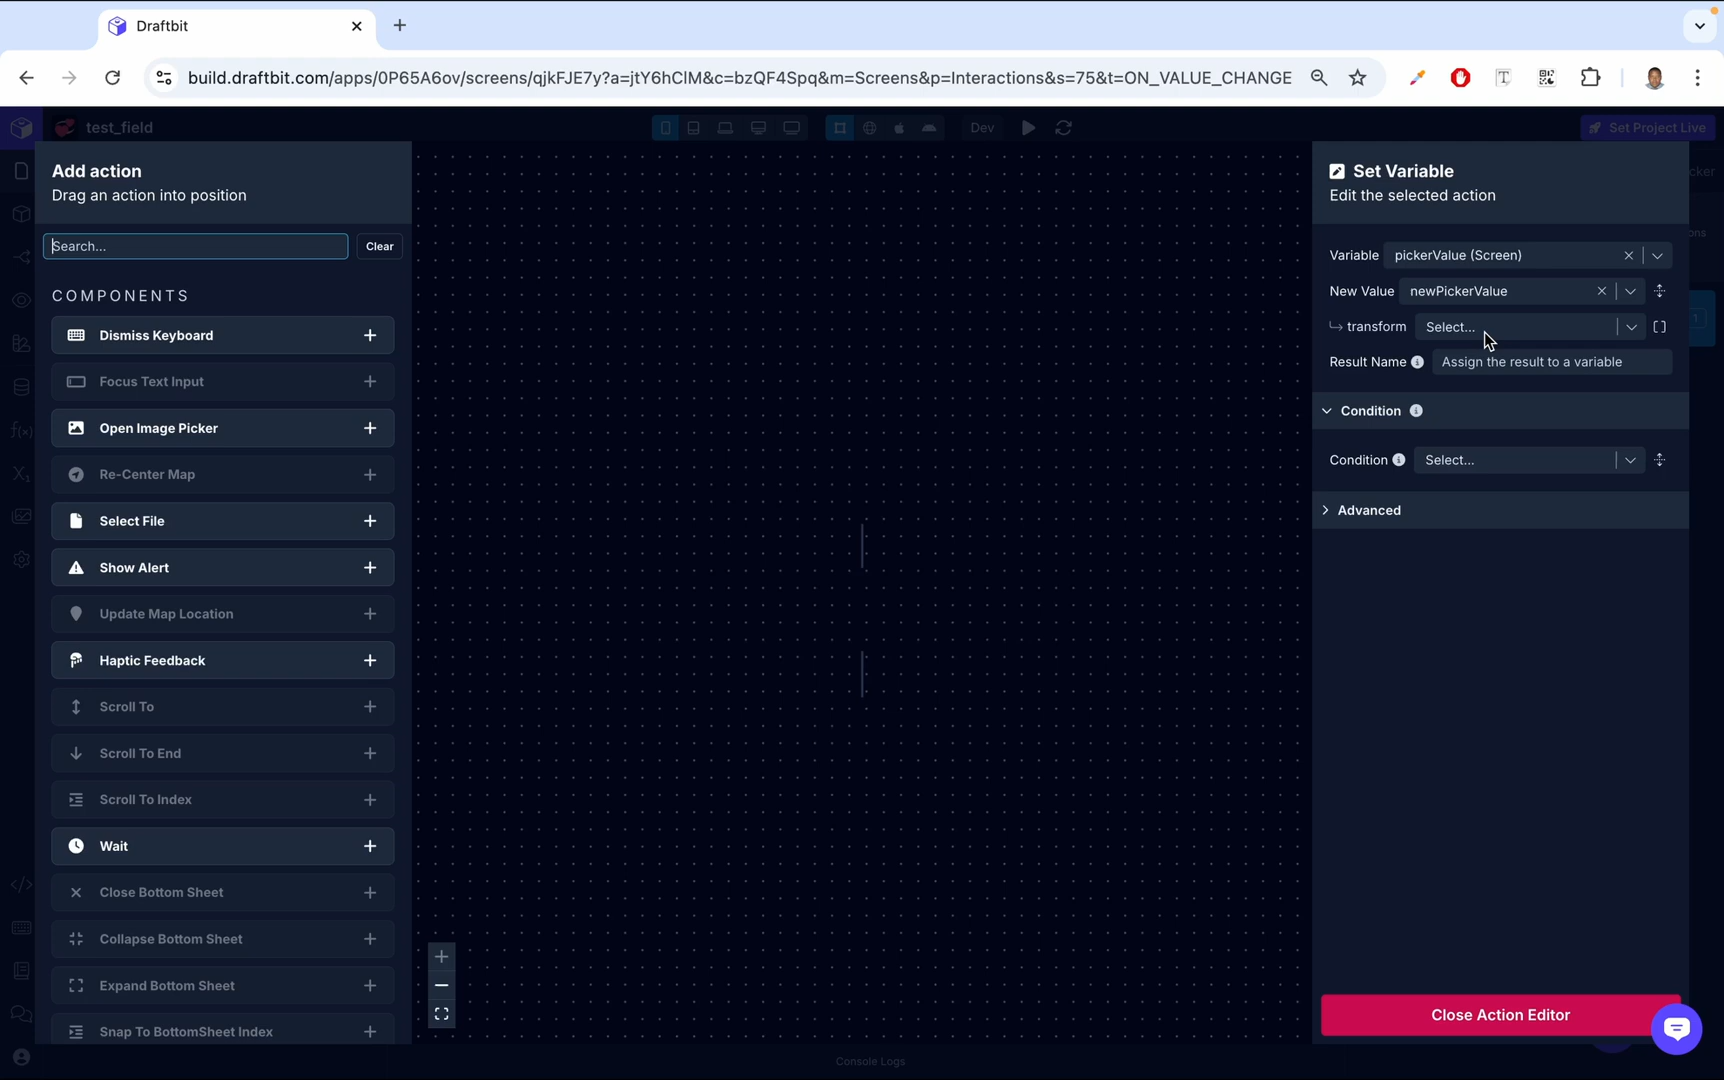 Draftbit
build.draftbit.com/apps/0P65A6ov/screens/qjkFJE7y?a=jtY6hClM&c=bzQF4Spq&m=Screens&p=Interactions&s=75&t=ON_VALUE_CHANGE
test_field
Dev
Set Project Live
Add action
Drag an action into position
Search...
Clear
COMPONENTS
Dismiss Keyboard
Focus Text Input
Open Image Picker
Re-Center Map
Select File
Show Alert
Update Map Location
Haptic Feedback
Scroll To
Scroll To End
Scroll To Index
Wait
Close Bottom Sheet
Collapse Bottom Sheet
Expand Bottom Sheet
Snap To BottomSheet Index
Console Logs
Set Variable
Edit the selected action
cker
ons
Variable pickerValue (Screen)
New Value newPickerValue
transform Select...
1
Result Name Assign the result to a variable
Condition
Condition Select...
Advanced
Close Action Editor